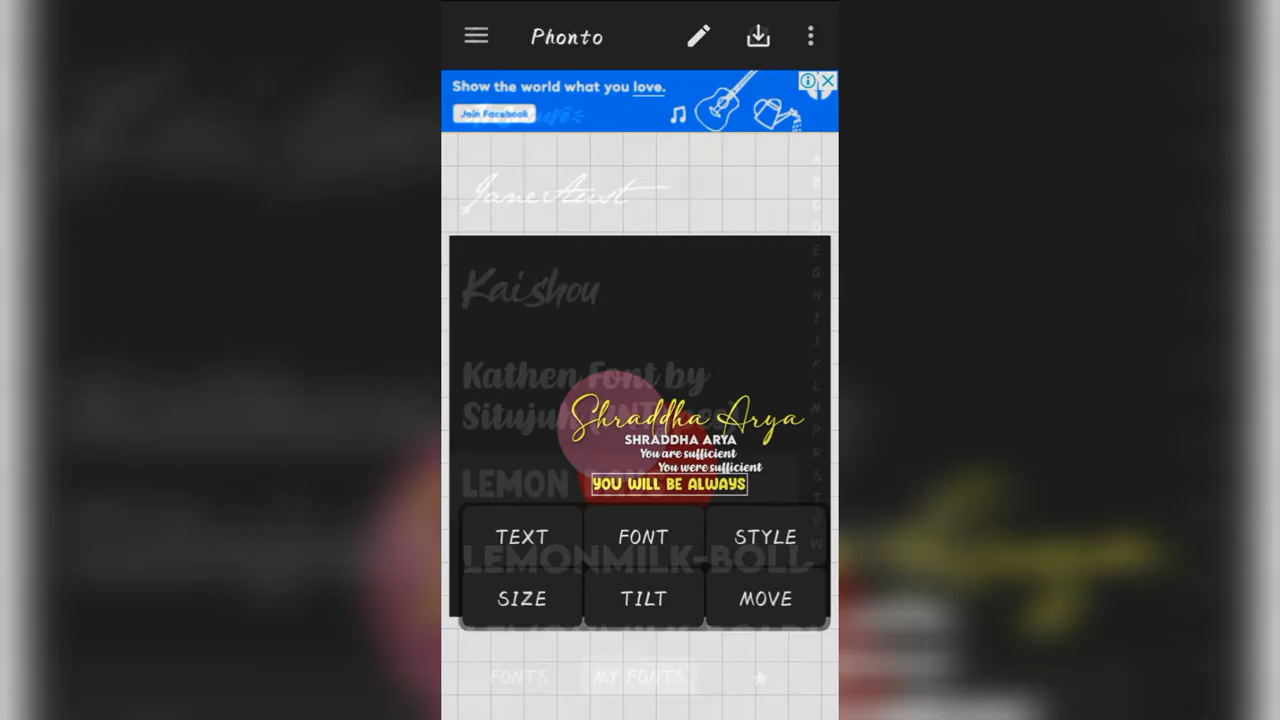 Phonto
Show the world what you love.
Join Facebook
JaneAust
Kaishou
Kathen Font by
Shraddha Arya
SHRADDHA ARYA
You are sufficient
You were sufficient
LEMON
YOU WILL BE ALWAYS
TEXT FONT STYLE
LEMONMILK-BOLL
SIZE TILT MOVE
FONTS MY FONTS